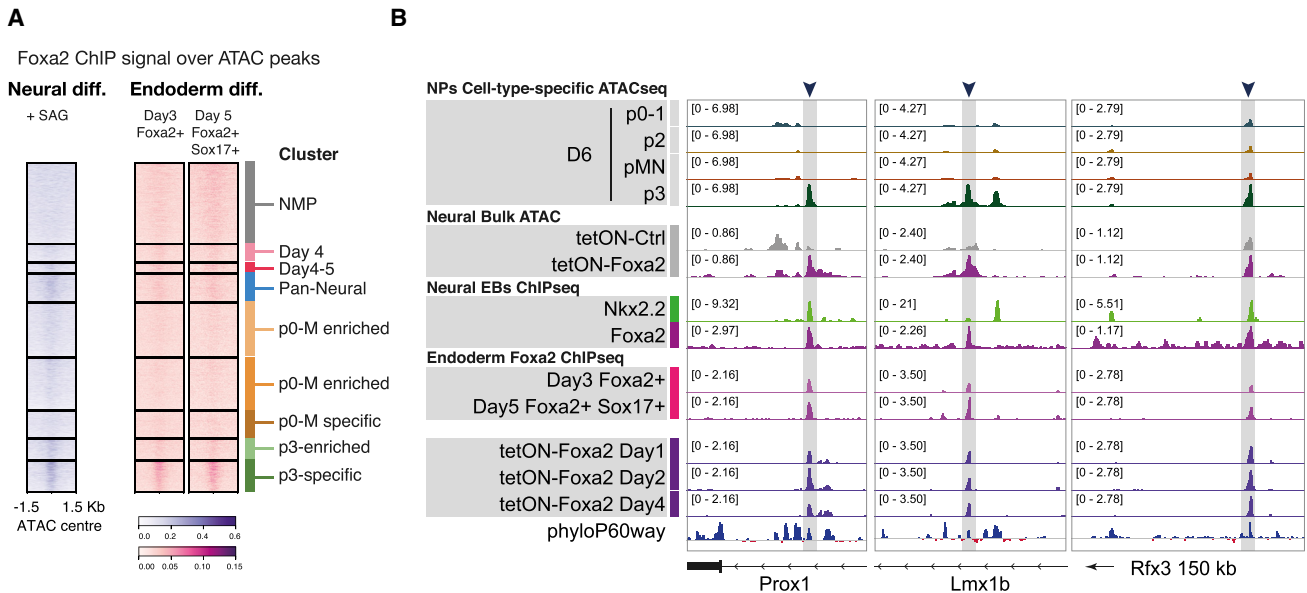 A
Foxa2 ChIP signal over ATAC peaks
Neural diff.
Endoderm diff.
+ SAG
Day3
Foxa2+
Day 5
Foxa2+
Sox17+
Cluster
NMP
Day 4
Day4-5
Pan-Neural
p0-M enriched
p0-M enriched
p0-M specific
p3-enriched
p3-specific
-1.5
1.5 Kb
ATAC centre
0.0 0.2 0.4 0.6
0.00 0.05 0.10 0.15
B
NPs Cell-type-specific ATACseq
D6
p0-1
[0 - 6.98] [0 - 4.27] [0 - 2.79]
p2
[0 - 6.98] [0 - 4.27] [0 - 2.79]
pMN
[0 - 6.98] [0 - 4.27] [0 - 2.79]
p3
[0 - 6.98] [0 - 4.27] [0 - 2.79]
Neural Bulk ATAC
tetON-Ctrl
[0 - 0.86] [0 - 2.40] [0 - 1.12]
tetON-Foxa2
[0 - 0.86] [0 - 2.40] [0 - 1.12]
Neural EBs ChIPseq
Nkx2.2
[0 - 9.32] [0 - 21] [0 - 5.51]
Foxa2
[0 - 2.97] [0 - 2.26] [0 - 1.17]
Endoderm Foxa2 ChIPseq
Day3 Foxa2+
[0 - 2.16] [0 - 3.50] [0 - 2.78]
Day5 Foxa2+ Sox17+
[0 - 2.16] [0 - 3.50] [0 - 2.78]
tetON-Foxa2 Day1
[0 - 2.16] [0 - 3.50] [0 - 2.78]
tetON-Foxa2 Day2
[0 - 2.16] [0 - 3.50] [0 - 2.78]
tetON-Foxa2 Day4
[0 - 2.16] [0 - 3.50] [0 - 2.78]
phyloP60way
Prox1
Lmx1b
Rfx3 150 kb